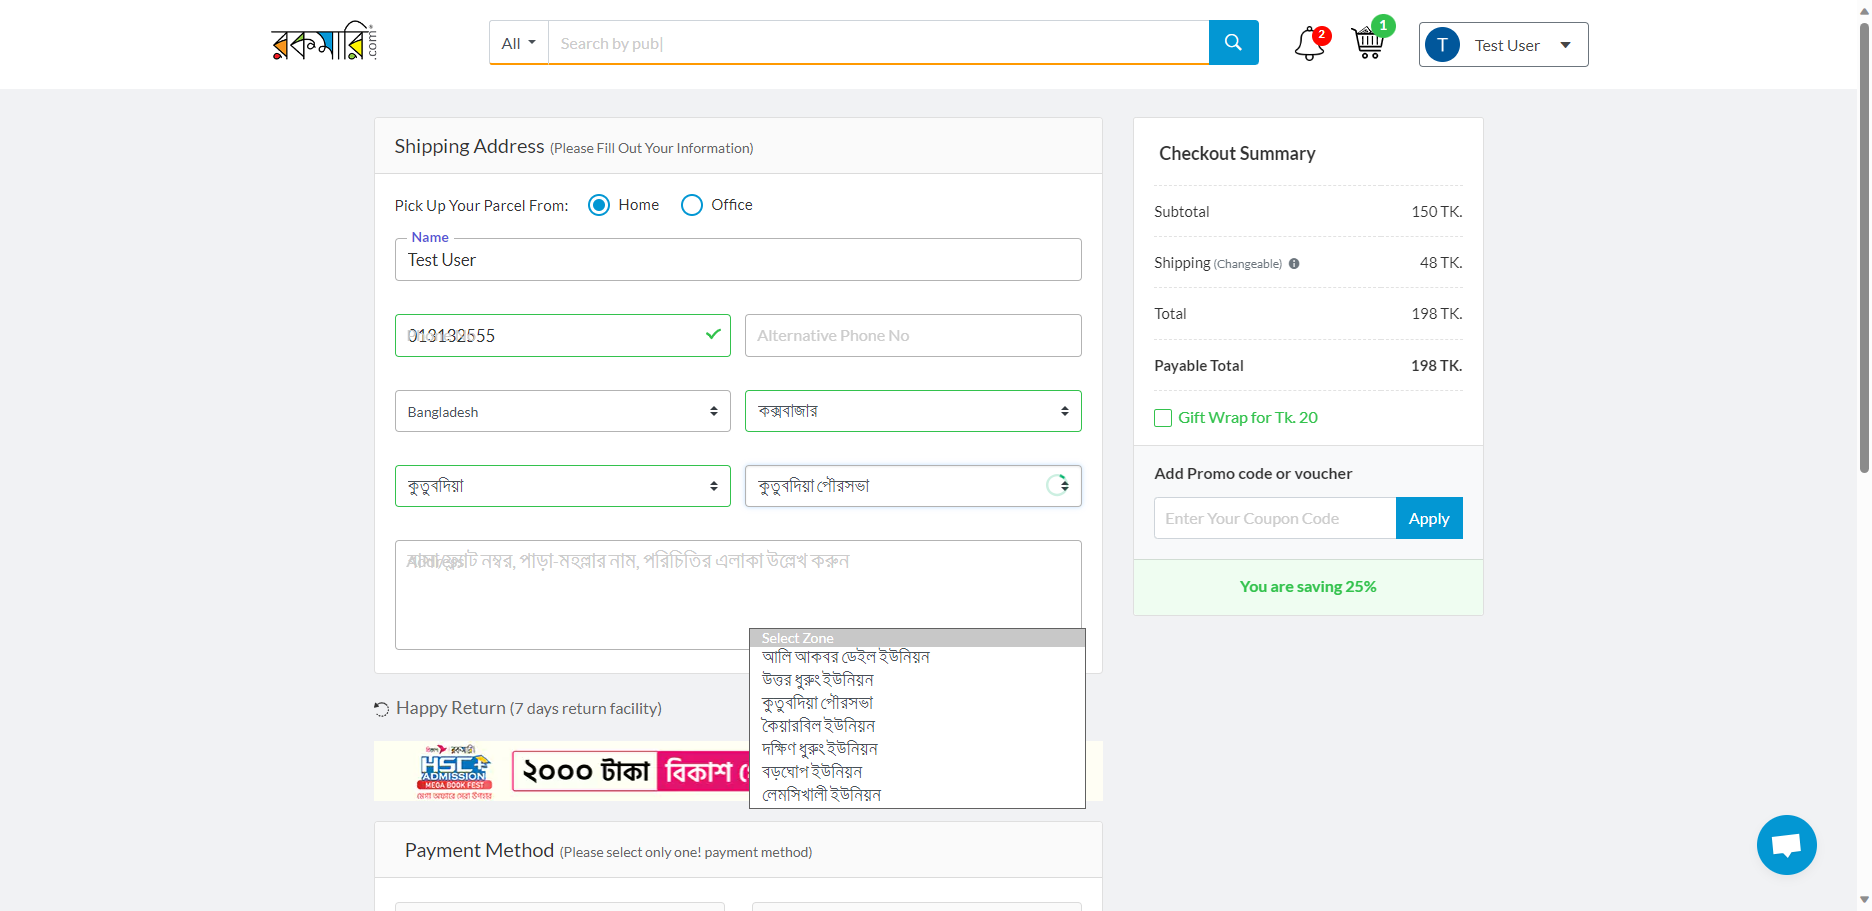 রকমারি.com
All
Search by pub|
2
1
T
Test User
Shipping Address (Please Fill Out Your Information)
Pick Up Your Parcel From:
Home
Office
Name
Test User
013132555
Alternative Phone No
Bangladesh
কক্সবাজার
কুতুবদিয়া
কুতুবদিয়া পৌরসভা
Address
বাসা/ফ্ল্যাট নম্বর, পাড়া-মহল্লার নাম, পরিচিতির এলাকা উল্লেখ করুন
Select Zone
আলি আকবর ডেইল ইউনিয়ন
উত্তর ধুরুং ইউনিয়ন
কুতুবদিয়া পৌরসভা
কৈয়ারবিল ইউনিয়ন
দক্ষিণ ধুরুং ইউনিয়ন
বড়ঘোপ ইউনিয়ন
লেমসিখালী ইউনিয়ন
Happy Return (7 days return facility)
বিকাশ রকমারি
HSC+
ADMISSION
MEGA BOOK FEST
মেগা অফারে সেরা উপহার
২০০০ টাকা বিকাশ
Payment Method (Please select only one! payment method)
Checkout Summary
Subtotal 150 TK.
Shipping (Changeable) 48 TK.
Total 198 TK.
Payable Total 198 TK.
Gift Wrap for Tk. 20
Add Promo code or voucher
Enter Your Coupon Code
Apply
You are saving 25%